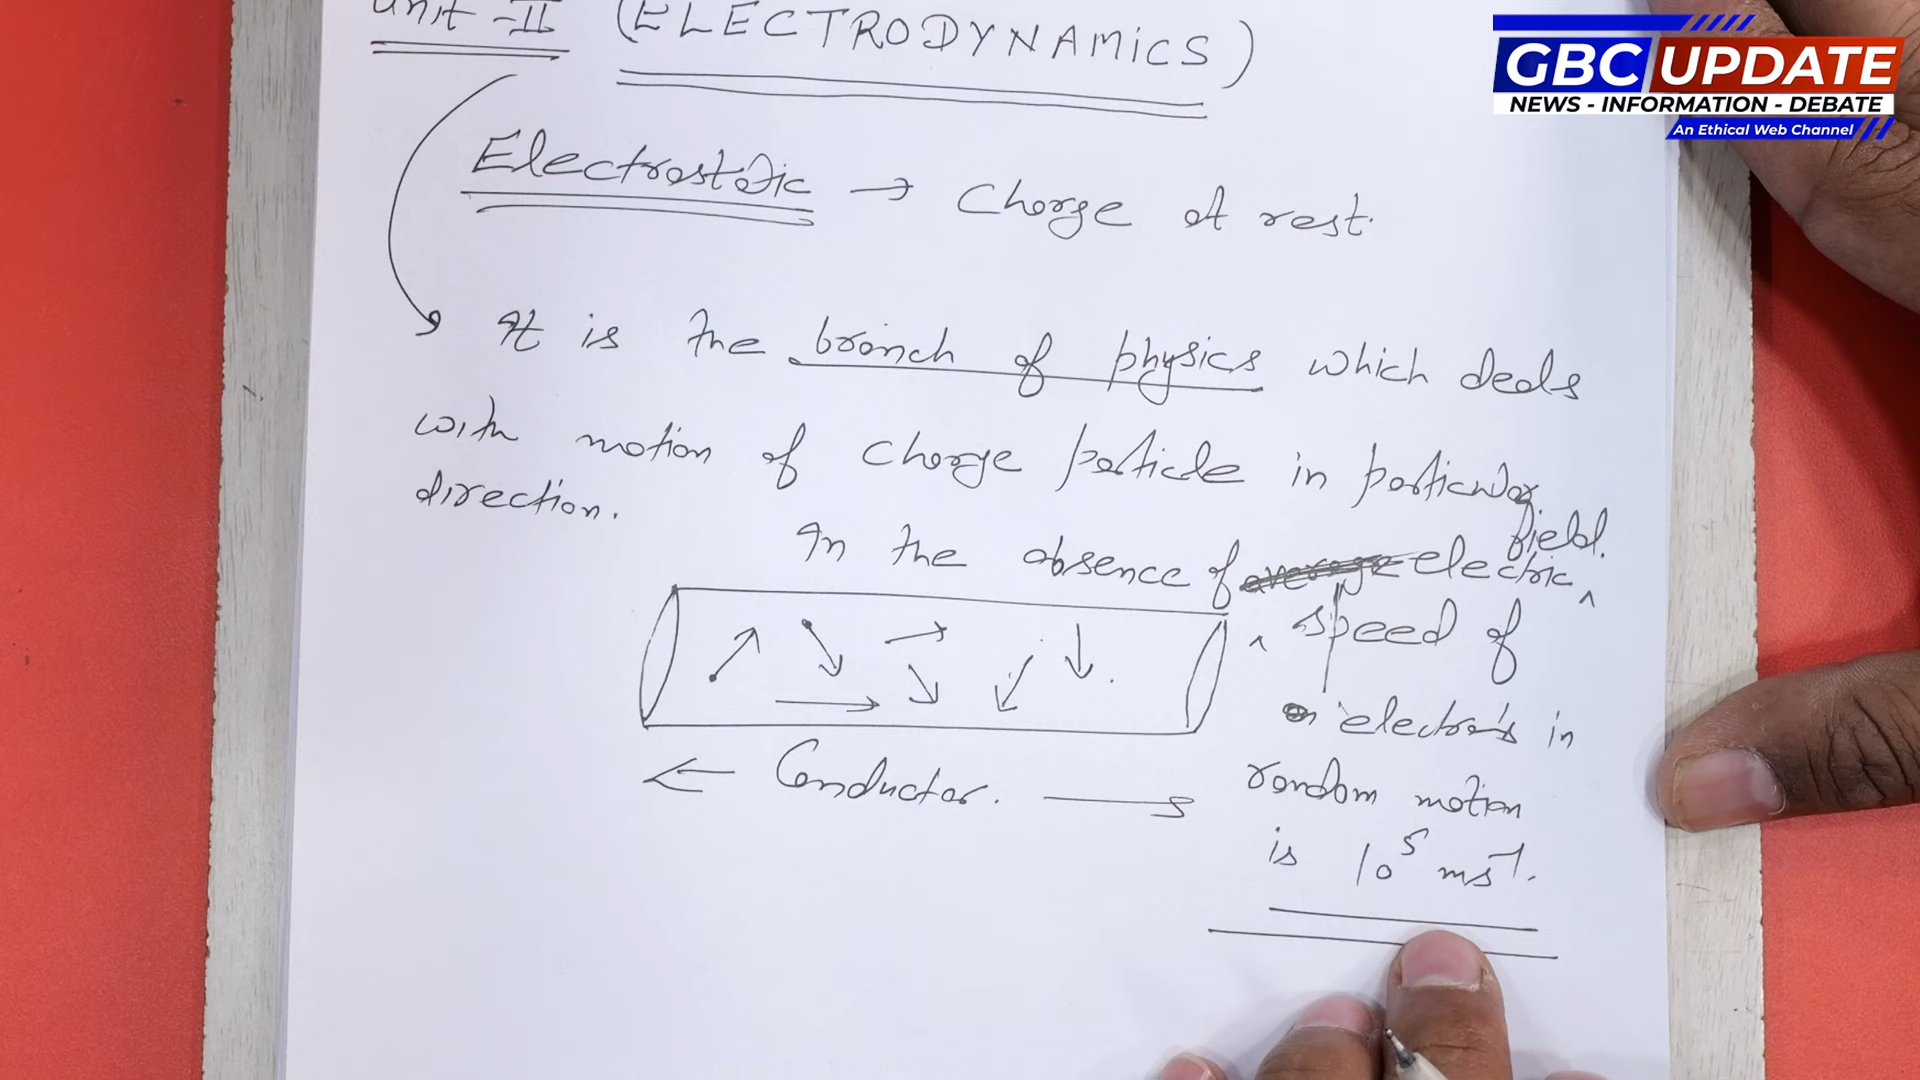 GBC UPDATE
NEWS - INFORMATION - DEBATE
An Ethical Web Channel
Unit - II (ELECTRODYNAMICS)
Electrostatic → Charge at rest.
It is the branch of physics which deals
with motion of charge particle in particular
direction.
In the absence of average electric field.
speed of
electrons in
random motion
is 10⁵ ms⁻¹.
← Conductor. →